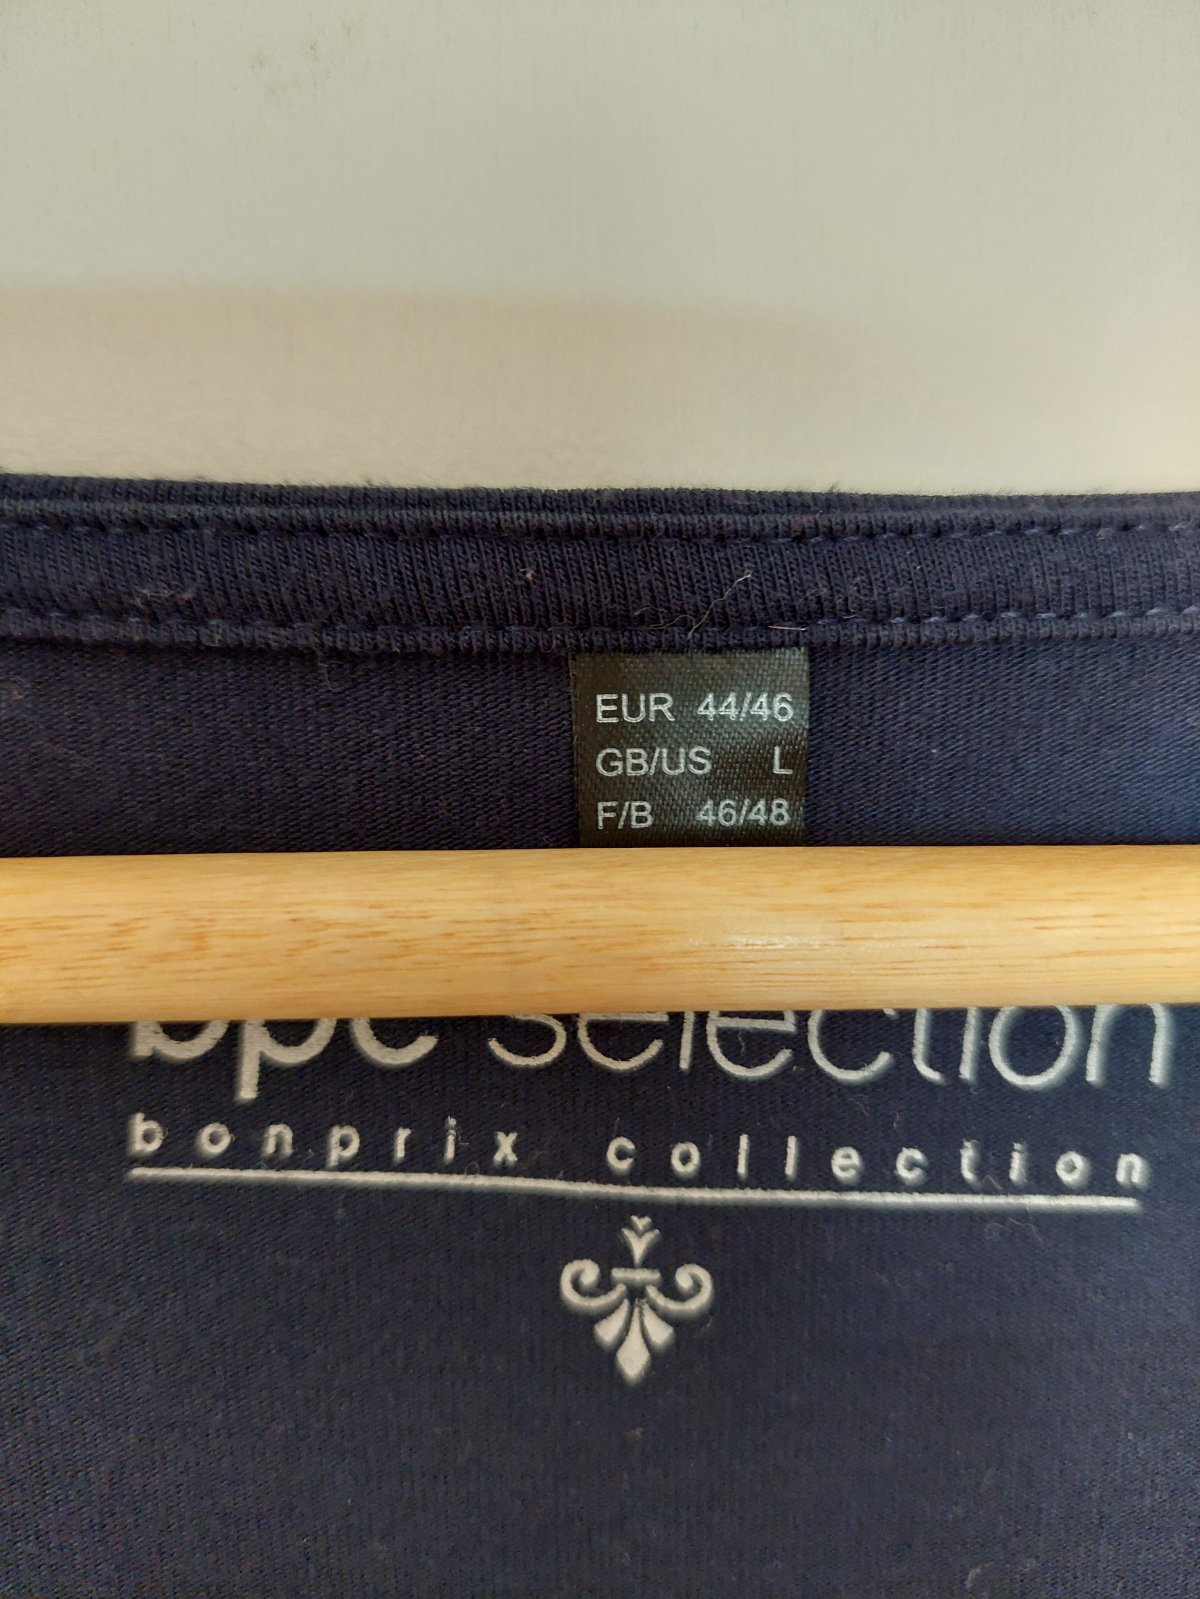 EUR 44/46
GB/US L
F/B 46/48
bpc selection
bonprix collection